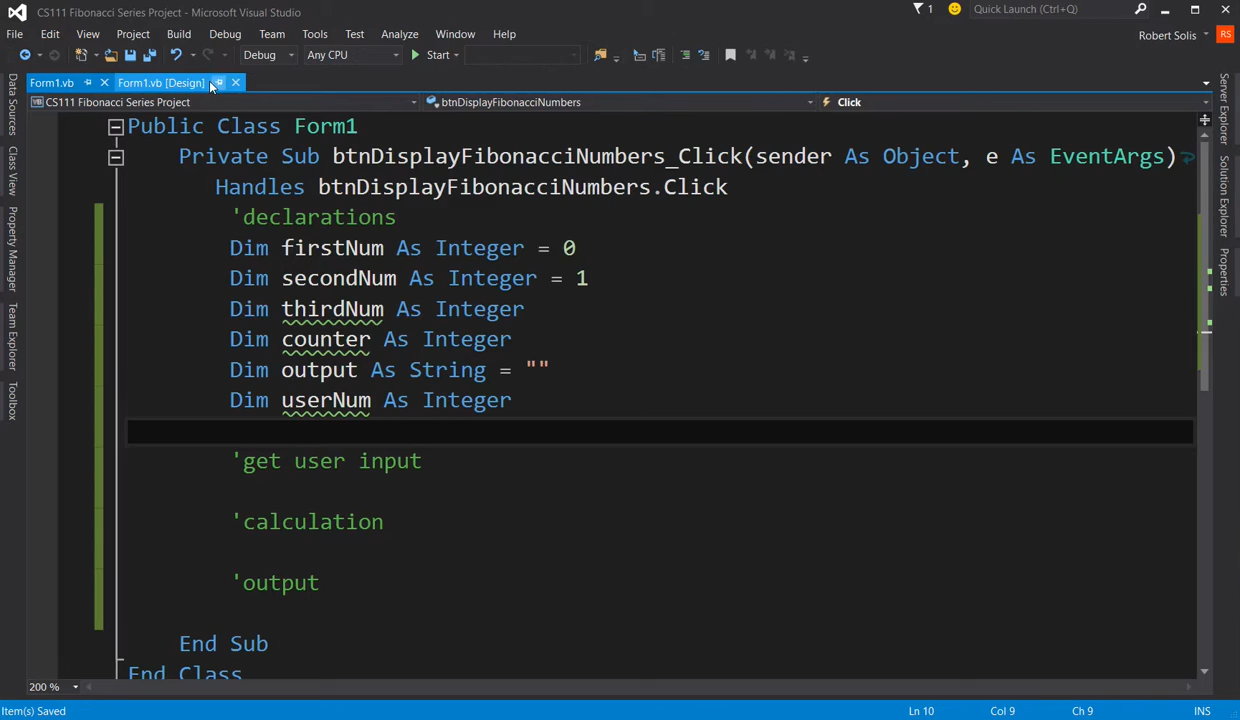 CS111 Fibonacci Series Project - Microsoft Visual Studio
1
Quick Launch (Ctrl+Q)
File Edit View Project Build Debug Team Tools Test Analyze Window Help
Robert Solis
RS
Debug
Any CPU
Start
Form1.vb
Form1.vb [Design]
CS111 Fibonacci Series Project
btnDisplayFibonacciNumbers
Click
Data Sources
Class View
Property Manager
Team Explorer
Toolbox
Public Class Form1
Private Sub btnDisplayFibonacciNumbers_Click(sender As Object, e As EventArgs)
Handles btnDisplayFibonacciNumbers.Click
'declarations
Dim firstNum As Integer = 0
Dim secondNum As Integer = 1
Dim thirdNum As Integer
Dim counter As Integer
Dim output As String = ""
Dim userNum As Integer
'get user input
'calculation
'output
End Sub
End Class
Server Explorer
Solution Explorer
Properties
200 %
Item(s) Saved
Ln 10
Col 9
Ch 9
INS